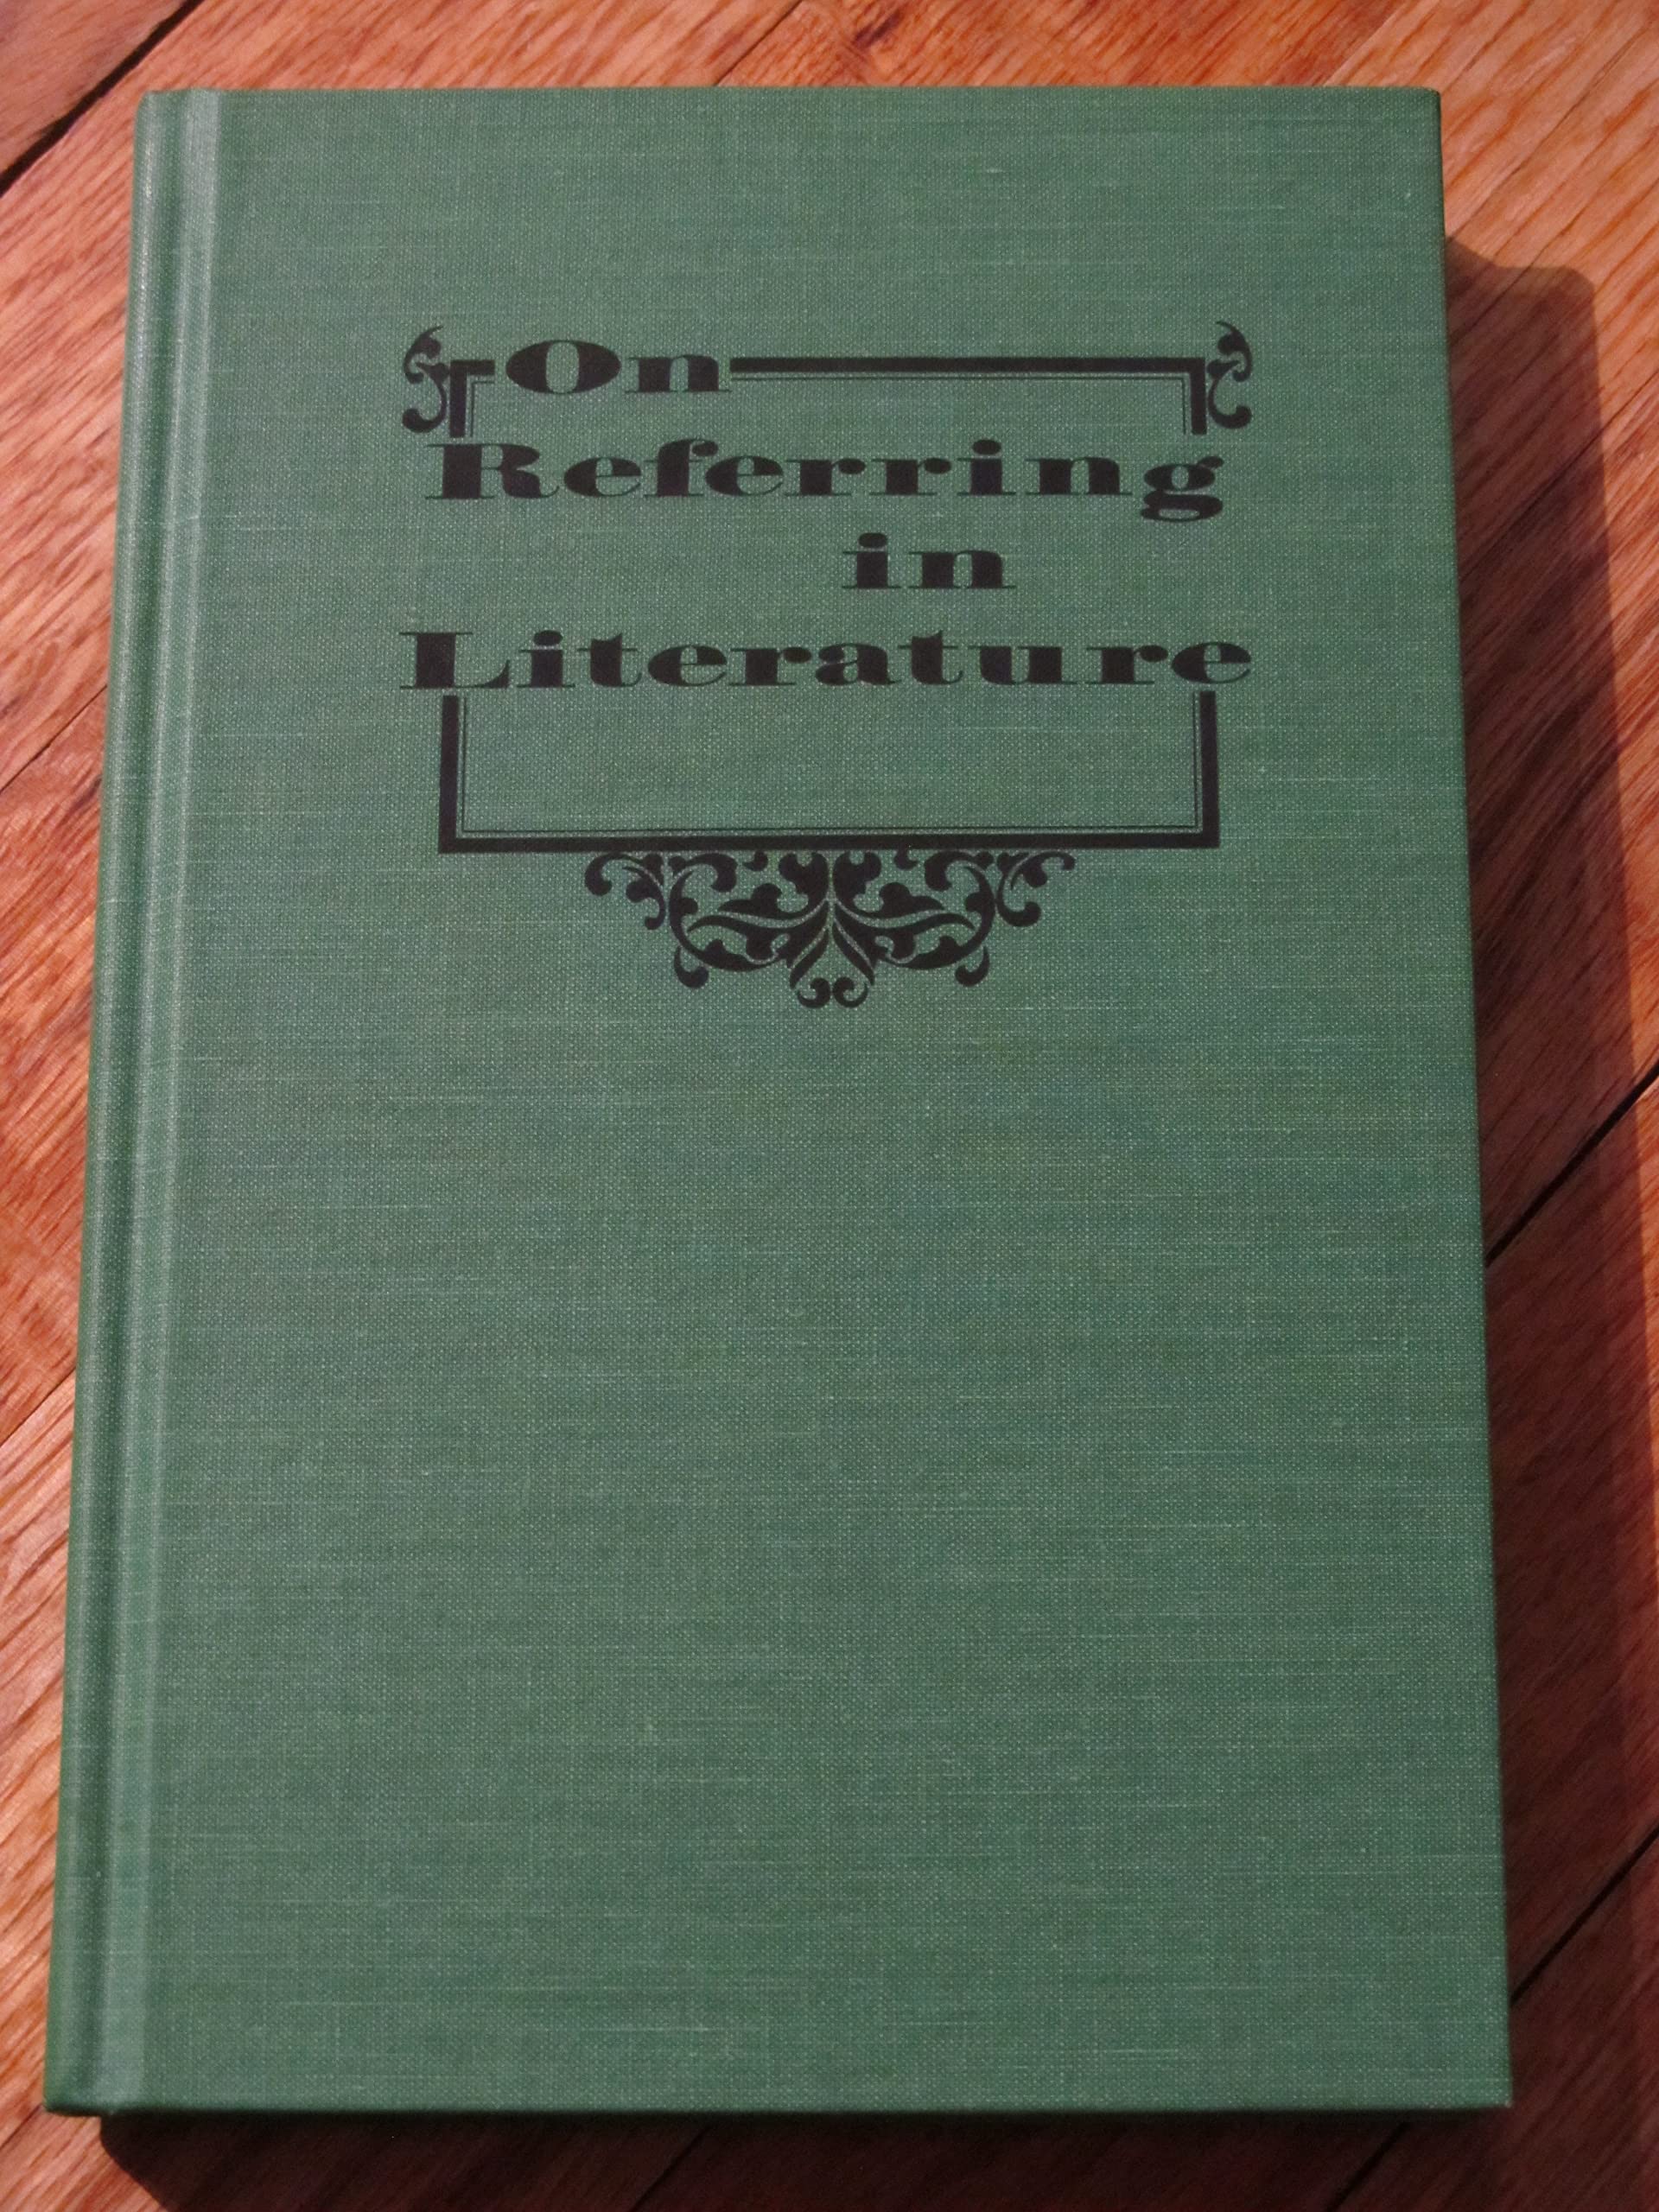 On
Referring
in
Literature